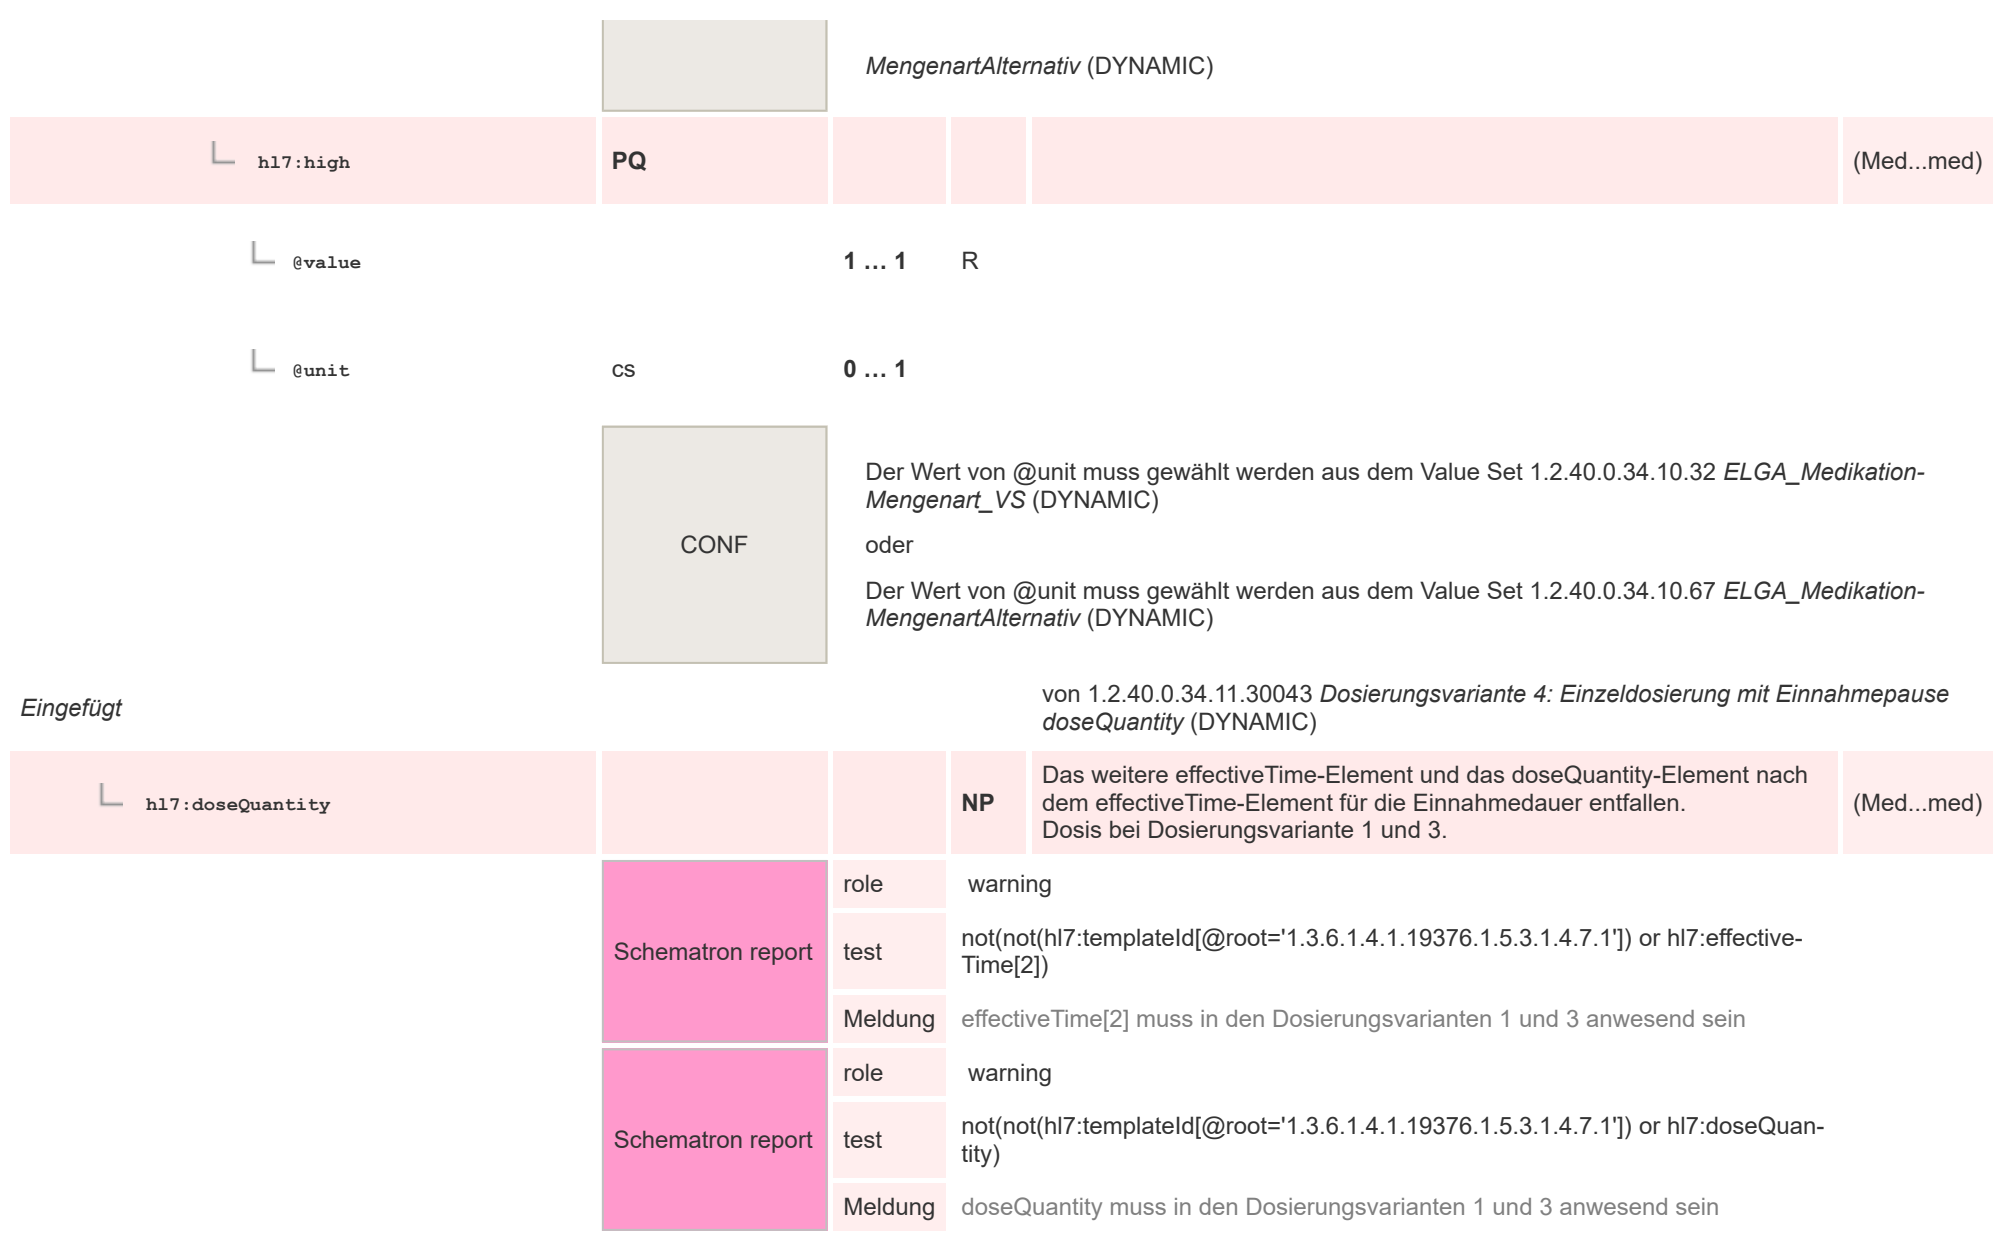 MengenartAlternativ (DYNAMIC)
hl7:high PQ (Med...med)
@value 1 … 1 R
@unit cs 0 … 1
CONF
Der Wert von @unit muss gewählt werden aus dem Value Set 1.2.40.0.34.10.32 ELGA_Medikation-
Mengenart_VS (DYNAMIC)
oder
Der Wert von @unit muss gewählt werden aus dem Value Set 1.2.40.0.34.10.67 ELGA_Medikation-
MengenartAlternativ (DYNAMIC)
Eingefügt
von 1.2.40.0.34.11.30043 Dosierungsvariante 4: Einzeldosierung mit Einnahmepause
doseQuantity (DYNAMIC)
hl7:doseQuantity NP
Das weitere effectiveTime-Element und das doseQuantity-Element nach
dem effectiveTime-Element für die Einnahmedauer entfallen.
Dosis bei Dosierungsvariante 1 und 3.
(Med...med)
Schematron report
role warning
test not(not(hl7:templateId[@root='1.3.6.1.4.1.19376.1.5.3.1.4.7.1']) or hl7:effective-
Time[2])
Meldung effectiveTime[2] muss in den Dosierungsvarianten 1 und 3 anwesend sein
Schematron report
role warning
test not(not(hl7:templateId[@root='1.3.6.1.4.1.19376.1.5.3.1.4.7.1']) or hl7:doseQuan-
tity)
Meldung doseQuantity muss in den Dosierungsvarianten 1 und 3 anwesend sein